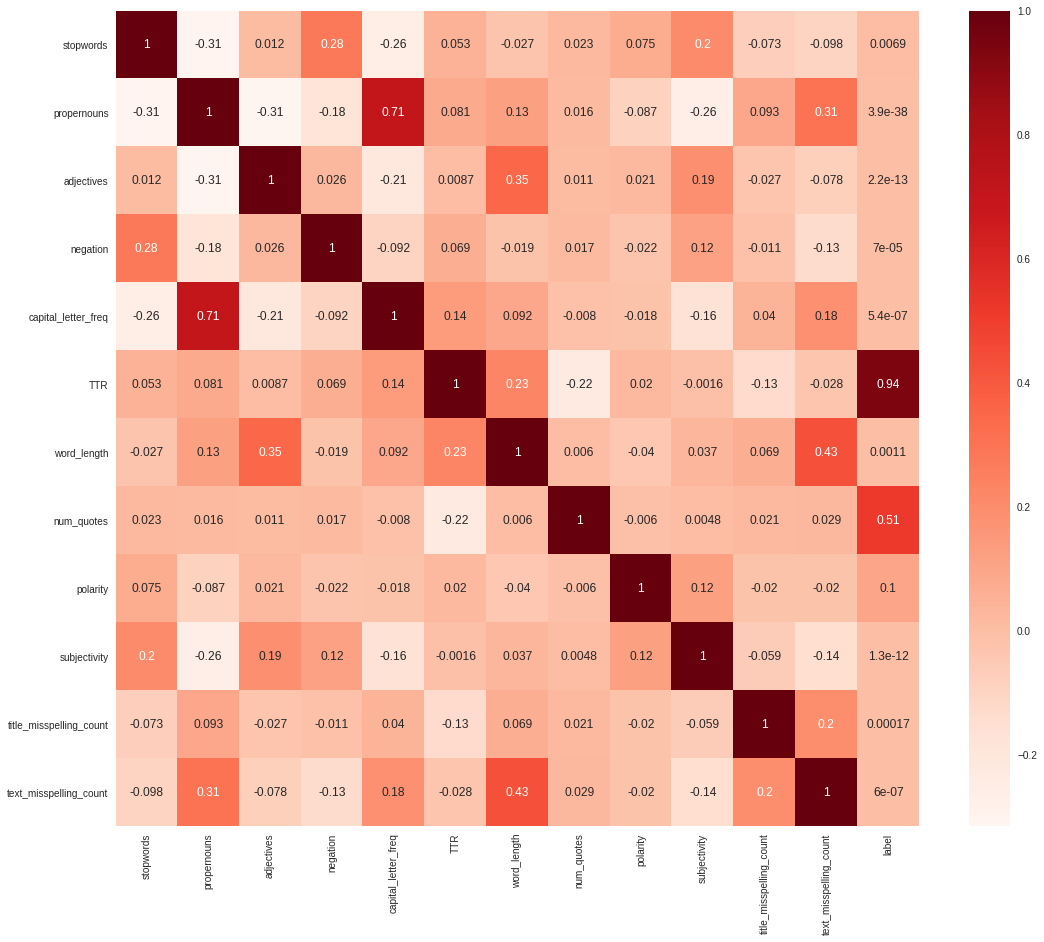 stopwords 1 -0.31 0.012 0.28 -0.26 0.053 -0.027 0.023 0.075 0.2 -0.073 -0.098 0.0069
propernouns -0.31 1 -0.31 -0.18 0.71 0.081 0.13 0.016 -0.087 -0.26 0.093 0.31 3.9e-38
adjectives 0.012 -0.31 1 0.026 -0.21 0.0087 0.35 0.011 0.021 0.19 -0.027 -0.078 2.2e-13
negation 0.28 -0.18 0.026 1 -0.092 0.069 -0.019 0.017 -0.022 0.12 -0.011 -0.13 7e-05
capital_letter_freq -0.26 0.71 -0.21 -0.092 1 0.14 0.092 -0.008 -0.018 -0.16 0.04 0.18 5.4e-07
TTR 0.053 0.081 0.0087 0.069 0.14 1 0.23 -0.22 0.02 -0.0016 -0.13 -0.028 0.94
word_length -0.027 0.13 0.35 -0.019 0.092 0.23 1 0.006 -0.04 0.037 0.069 0.43 0.0011
num_quotes 0.023 0.016 0.011 0.017 -0.008 -0.22 0.006 1 -0.006 0.0048 0.021 0.029 0.51
polarity 0.075 -0.087 0.021 -0.022 -0.018 0.02 -0.04 -0.006 1 0.12 -0.02 -0.02 0.1
subjectivity 0.2 -0.26 0.19 0.12 -0.16 -0.0016 0.037 0.0048 0.12 1 -0.059 -0.14 1.3e-12
title_misspelling_count -0.073 0.093 -0.027 -0.011 0.04 -0.13 0.069 0.021 -0.02 -0.059 1 0.2 0.00017
text_misspelling_count -0.098 0.31 -0.078 -0.13 0.18 -0.028 0.43 0.029 -0.02 -0.14 0.2 1 6e-07
stopwords propernouns adjectives negation capital_letter_freq TTR word_length num_quotes polarity subjectivity title_misspelling_count text_misspelling_count label
1.0
0.8
0.6
0.4
0.2
0.0
−0.2